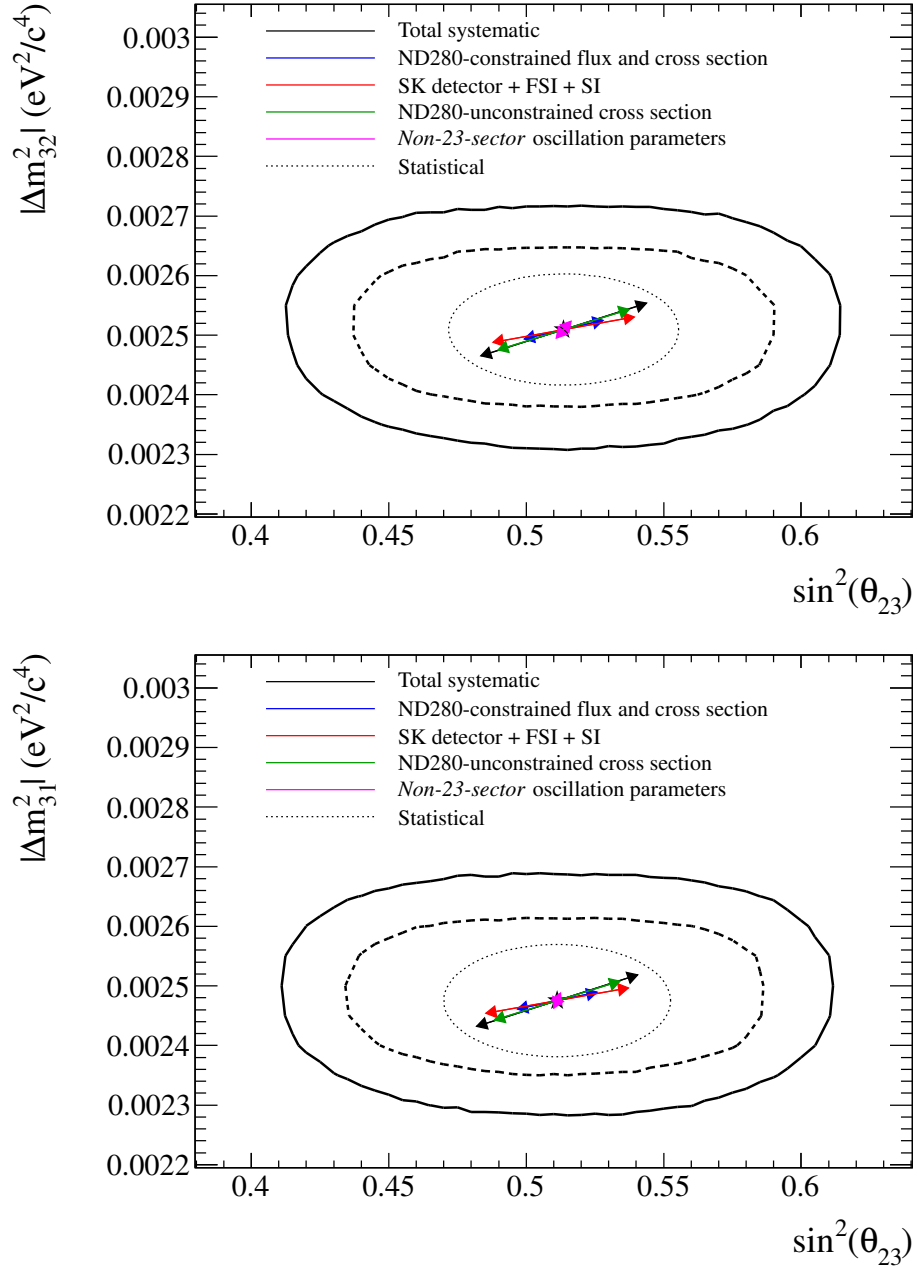 |Δm²₃₂| (eV²/c⁴)
Total systematic
ND280-constrained flux and cross section
SK detector + FSI + SI
ND280-unconstrained cross section
Non-23-sector oscillation parameters
Statistical
0.003
0.0029
0.0028
0.0027
0.0026
0.0025
0.0024
0.0023
0.0022
0.4 0.45 0.5 0.55 0.6
sin²(θ₂₃)
|Δm²₃₁| (eV²/c⁴)
Total systematic
ND280-constrained flux and cross section
SK detector + FSI + SI
ND280-unconstrained cross section
Non-23-sector oscillation parameters
Statistical
0.003
0.0029
0.0028
0.0027
0.0026
0.0025
0.0024
0.0023
0.0022
0.4 0.45 0.5 0.55 0.6
sin²(θ₂₃)